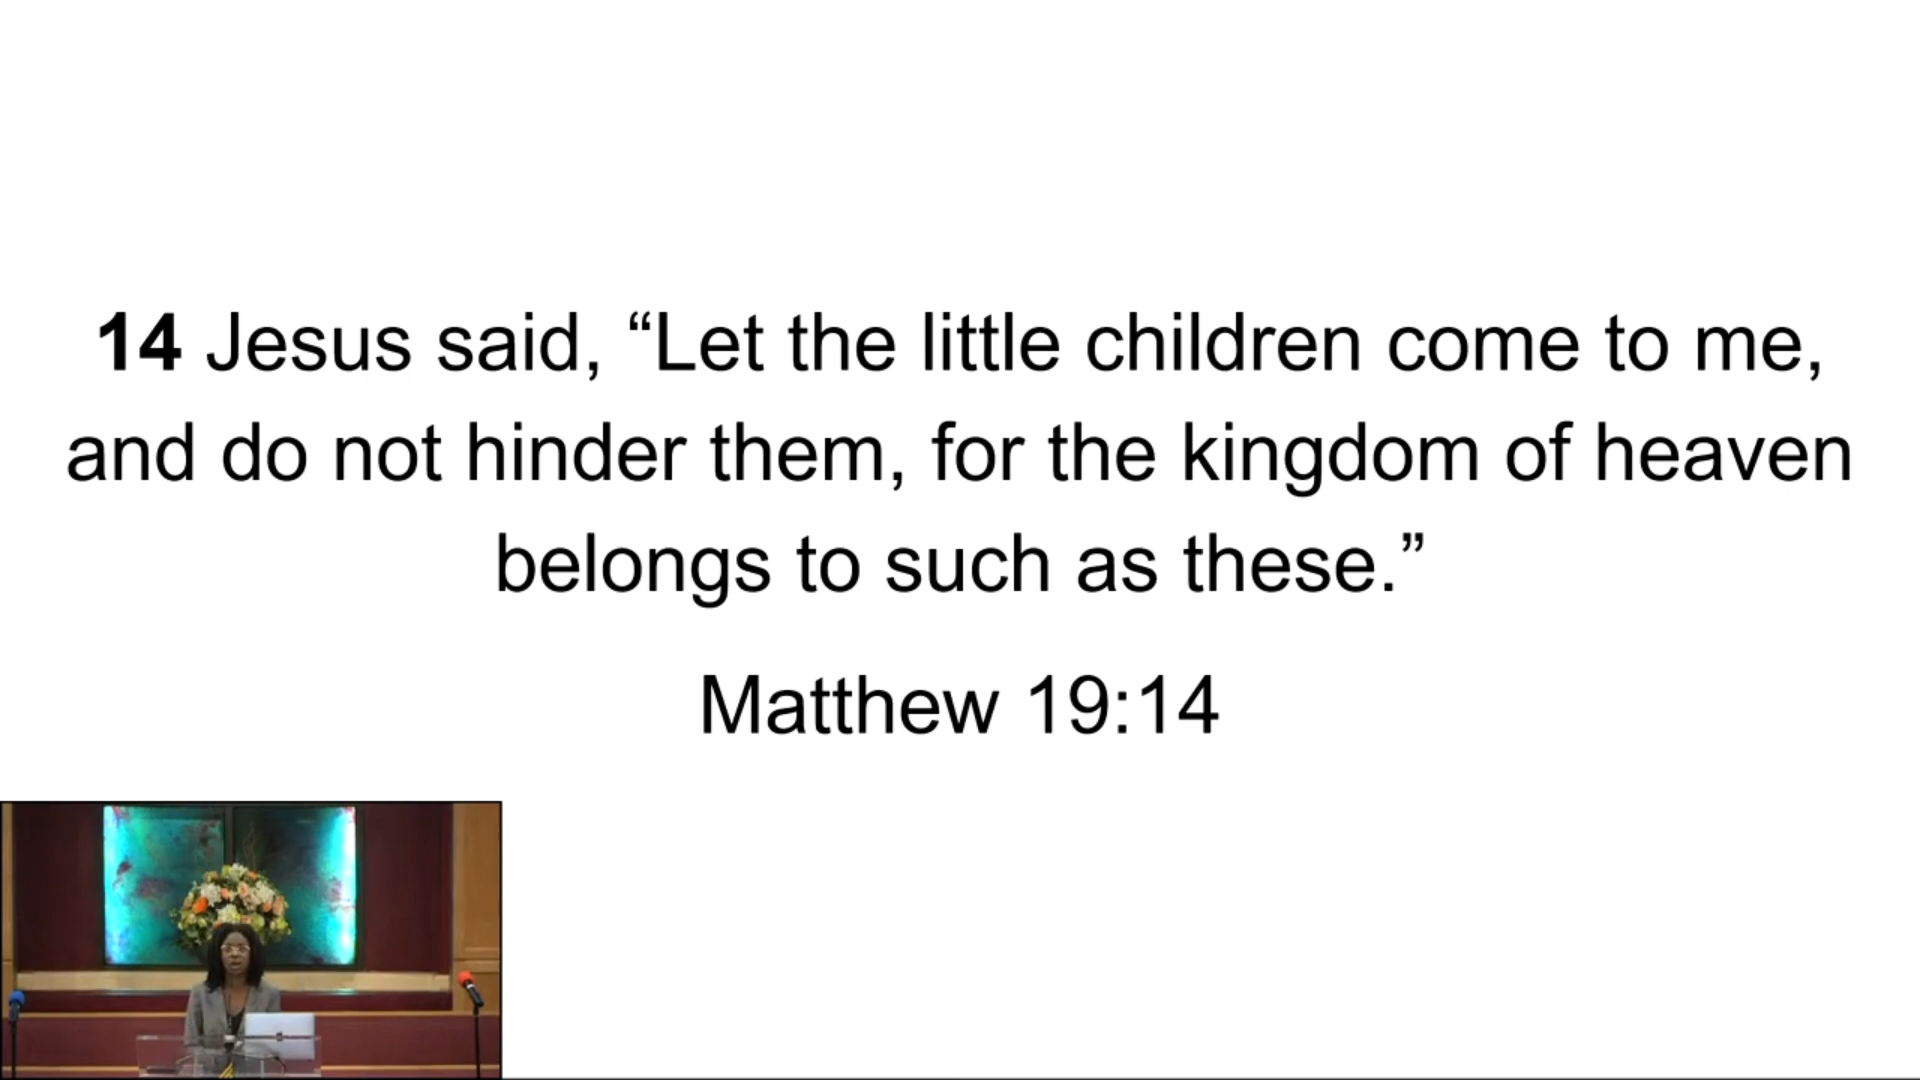 14 Jesus said, “Let the little children come to me,
and do not hinder them, for the kingdom of heaven
belongs to such as these.”
Matthew 19:14